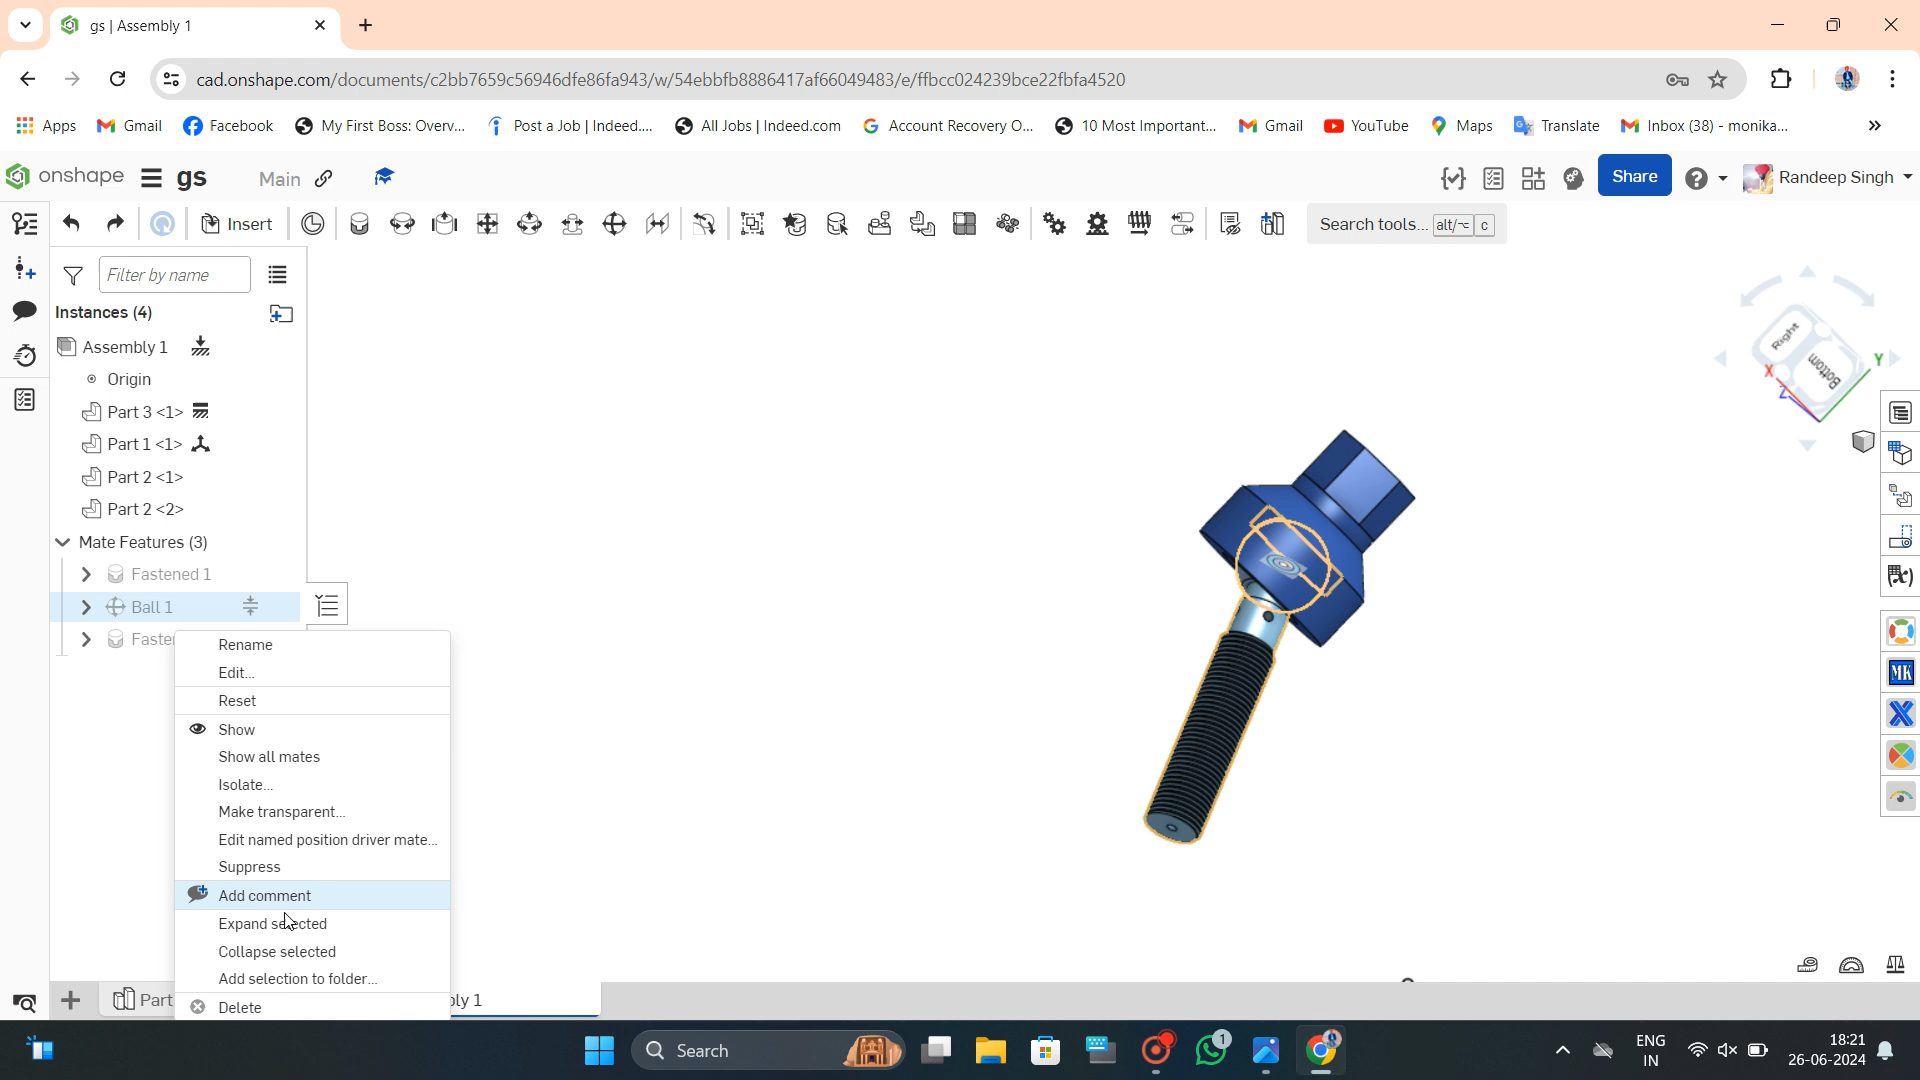 gs | Assembly 1
cad.onshape.com/documents/c2bb7659c56946dfe86fa943/w/54ebbfb8886417af66049483/e/ffbcc024239bce22fbfa4520
Apps Gmail Facebook My First Boss: Overv... Post a Job | Indeed.... All Jobs | Indeed.com Account Recovery O... 10 Most Important... Gmail YouTube Maps Translate Inbox (38) - monika... »
onshape gs Main Share Randeep Singh
Insert Search tools... alt/⌥ c
Filter by name
Instances (4)
Assembly 1
Origin
Part 3 <1>
Part 1 <1>
Part 2 <1>
Part 2 <2>
Mate Features (3)
Fastened 1
Ball 1
Faste
Rename
Edit...
Reset
Show
Show all mates
Isolate...
Make transparent...
Edit named position driver mate...
Suppress
Add comment
Expand selected
Collapse selected
Add selection to folder...
Delete
Right
Bottom
X
Y
Z
MK
(x)
Part
bly 1
Search
1
ENG
IN
18:21
26-06-2024